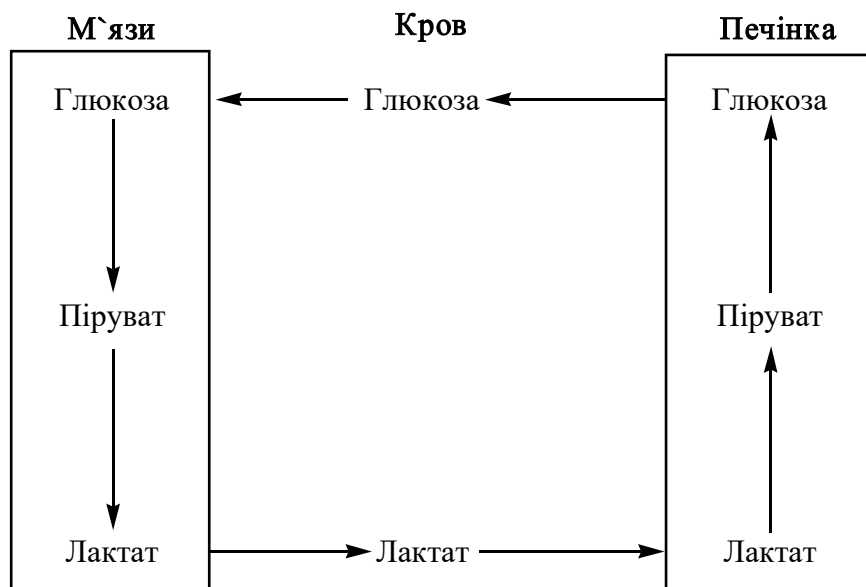 М`язи Кров Печінка
Глюкоза Глюкоза Глюкоза
Піруват Піруват
Лактат Лактат Лактат